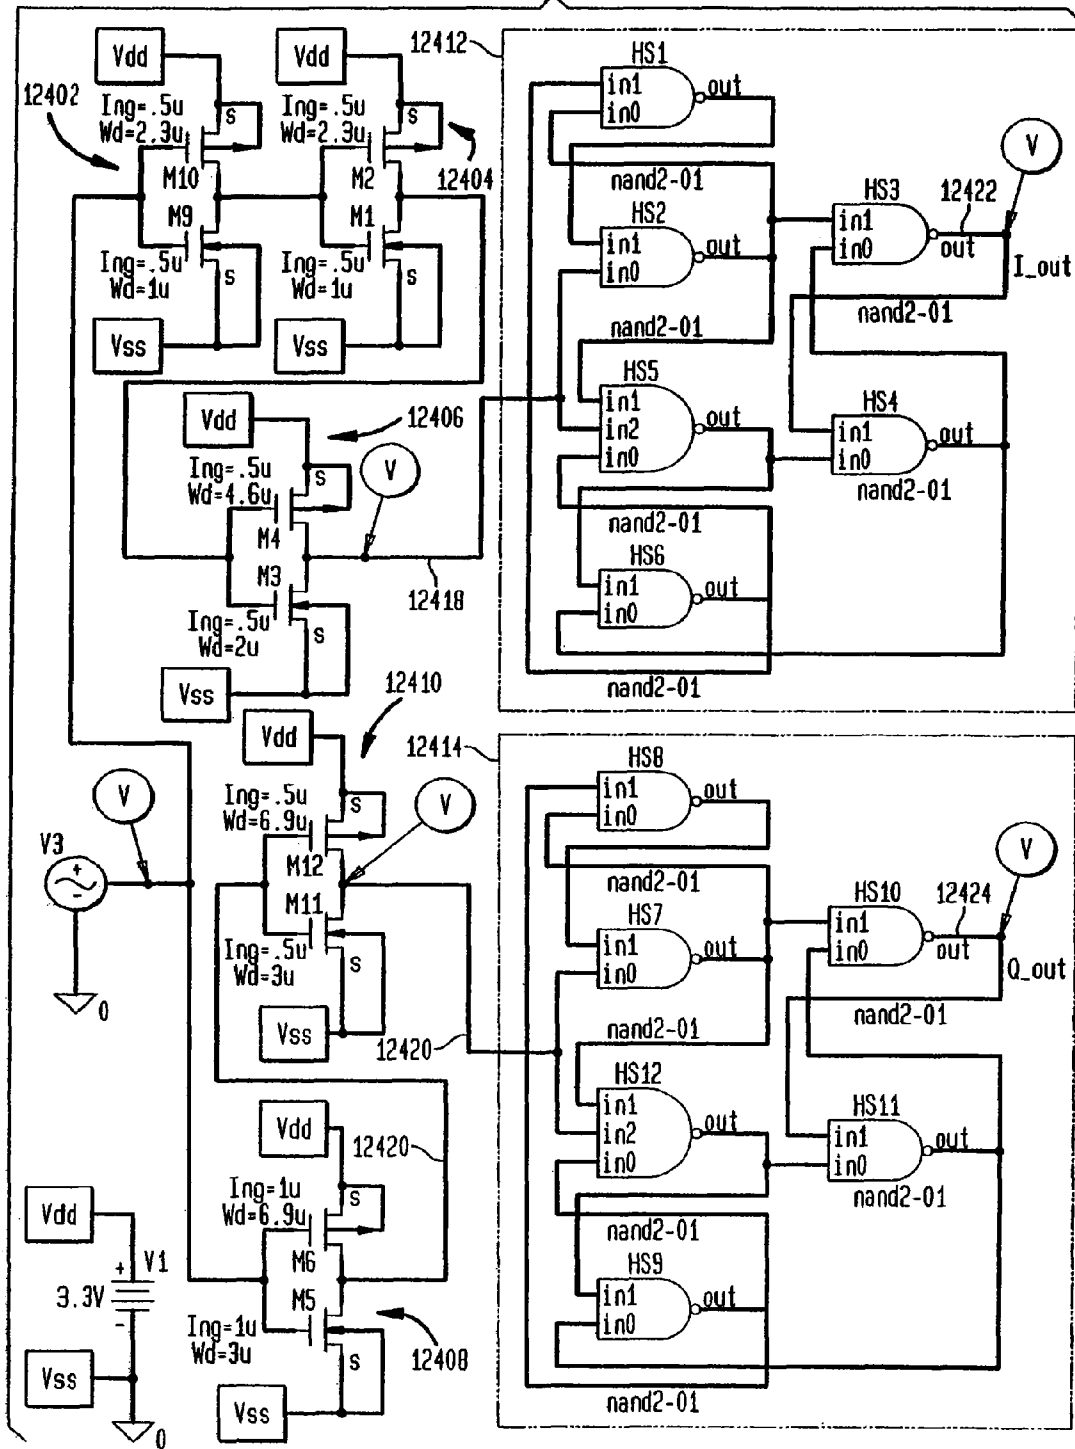 Vdd
Vdd
12402
Ing=.5u
Wd=2.3u
s
M10
M9
Ing=.5u
Wd=1u
s
Vss
Ing=.5u
Wd=2.3u
s
12404
M2
M1
Ing=.5u
Wd=1u
s
Vss
Vdd
12406
Ing=.5u
Wd=4.6u
s
V
M4
M3
12418
Ing=.5u
Wd=2u
s
Vss
12410
Vdd
V
V3
+
-
0
Ing=.5u
Wd=6.9u
s
V
M12
M11
Ing=.5u
Wd=3u
s
Vss
12420
Vdd
12420
Ing=1u
Wd=6.9u
s
M6
M5
Ing=1u
Wd=3u
s
12408
Vss
Vdd
+
V1
3.3V
-
Vss
0
12412
HS1
in1
in0
out
nand2-01
HS2
in1
in0
out
nand2-01
HS3
in1
in0
out
12422
V
I_out
nand2-01
HS5
in1
in2
in0
out
nand2-01
HS4
in1
in0
out
nand2-01
HS6
in1
in0
out
nand2-01
12414
HS8
in1
in0
out
nand2-01
HS7
in1
in0
out
nand2-01
HS10
in1
in0
out
12424
V
Q_out
nand2-01
HS12
in1
in2
in0
out
nand2-01
HS11
in1
in0
out
nand2-01
HS9
in1
in0
out
nand2-01